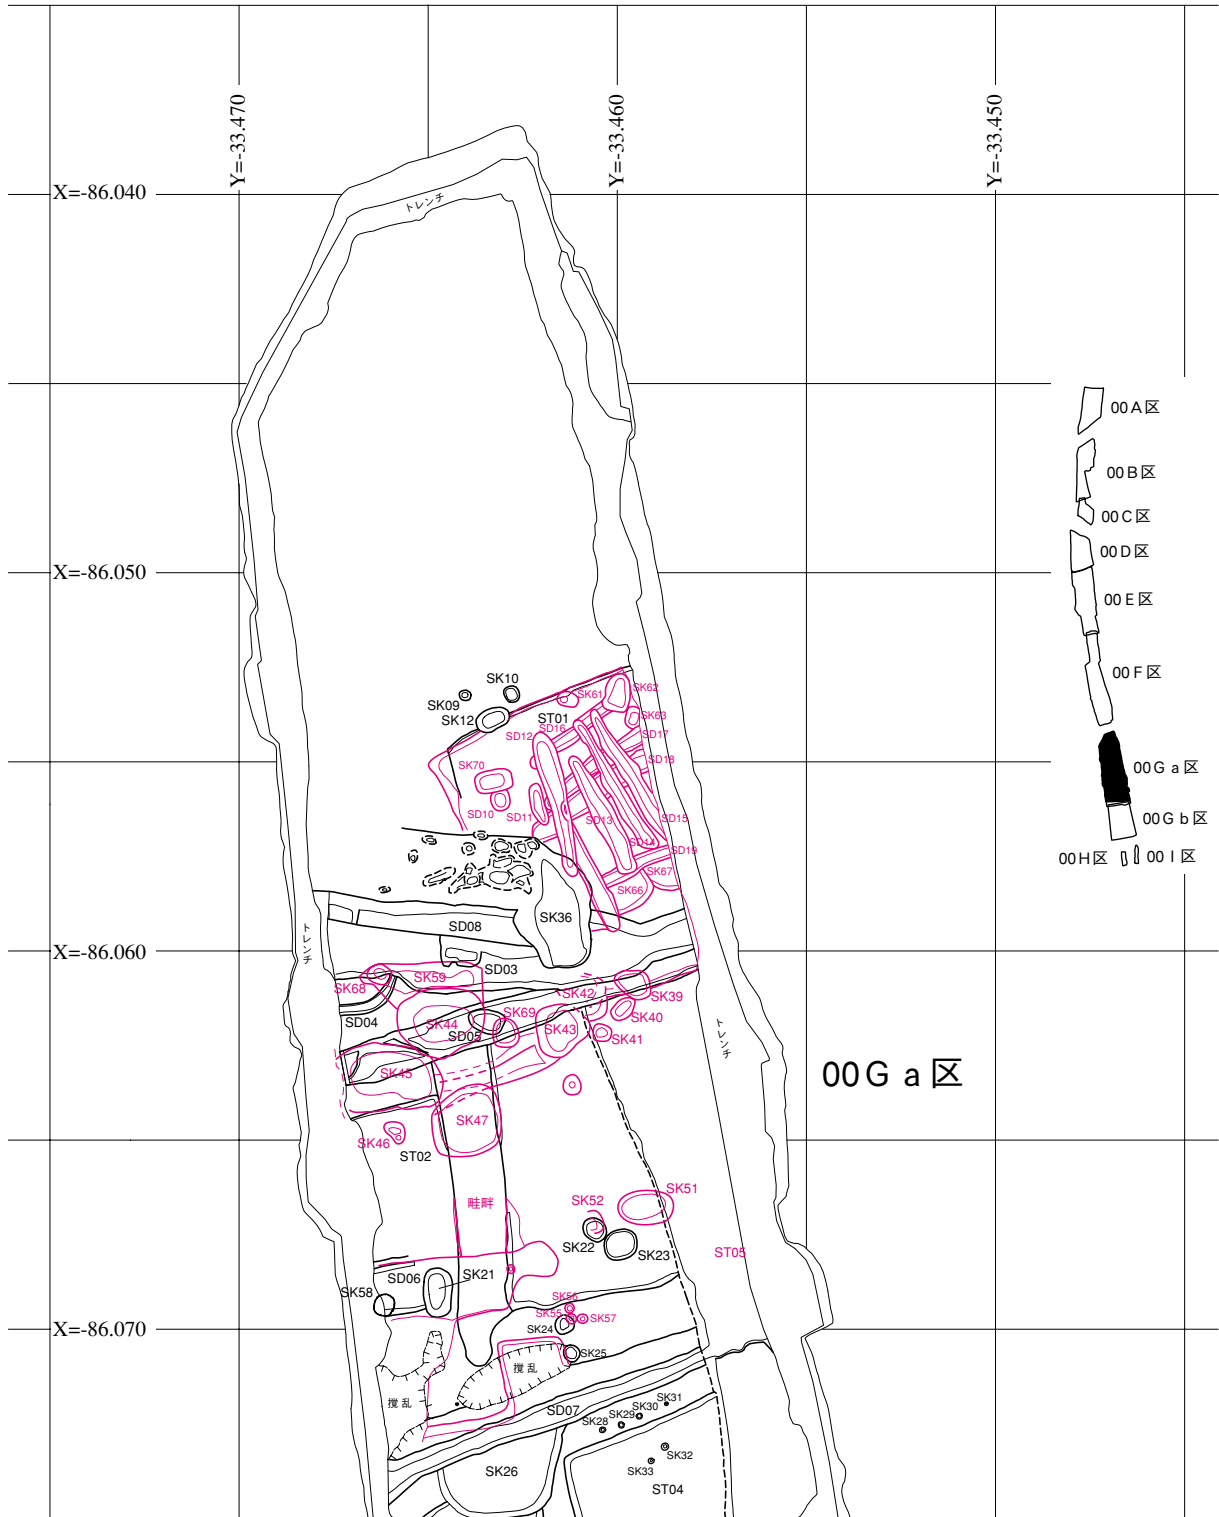 Y=-33.470
Y=-33.460
Y=-33.450
X=-86.040
トレンチ
00A区
00B区
00C区
00D区
X=-86.050
00E区
00F区
SK10
SK09
SK12
SK61
SK62
ST01
SK63
SD16
SD12
SD17
SD18
SK70
00Ga区
SD10
SD11
SD13
SD15
00Gb区
SD14
SD19
00H区
00I区
SK67
SK66
SK36
SD08
トレンチ
X=-86.060
SD03
SK59
SK68
SK42
SK39
SD04
SK44
SK69
SK40
SD05
SK43
SK41
トレンチ
SK45
00Ga区
SK47
SK46
ST02
SK51
畦畔
SK52
SK22
SK23
ST05
SD06
SK21
SK58
SK56
SK55
SK57
X=-86.070
SK24
SK25
撹乱
撹乱
SD07
SK31
SK30
SK29
SK28
SK32
SK33
SK26
ST04